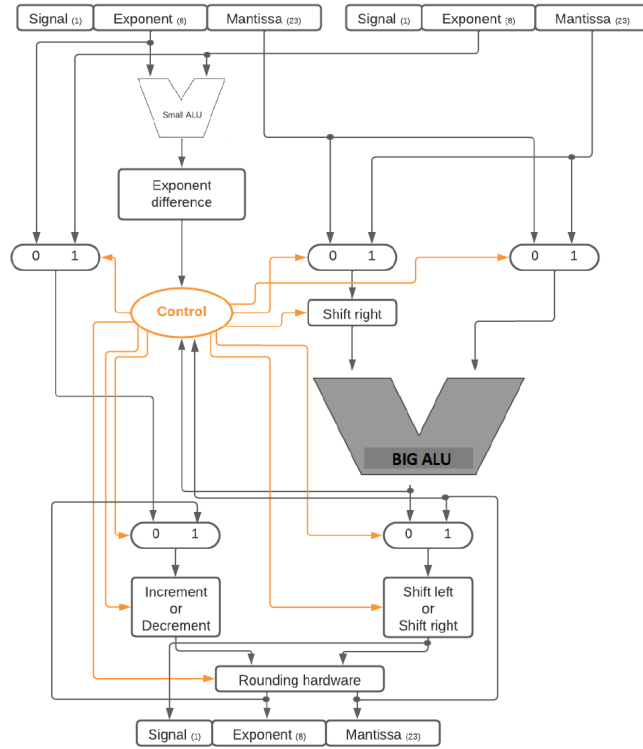 Signal (1) Exponent (8) Mantissa (23) Signal (1) Exponent (8) Mantissa (23)
Small ALU
Exponent
difference
0 1 0 1 0 1
Control
Shift right
BIG ALU
0 1 0 1
Increment
or
Decrement
Shift left
or
Shift right
Rounding hardware
Signal (1) Exponent (8) Mantissa (23)